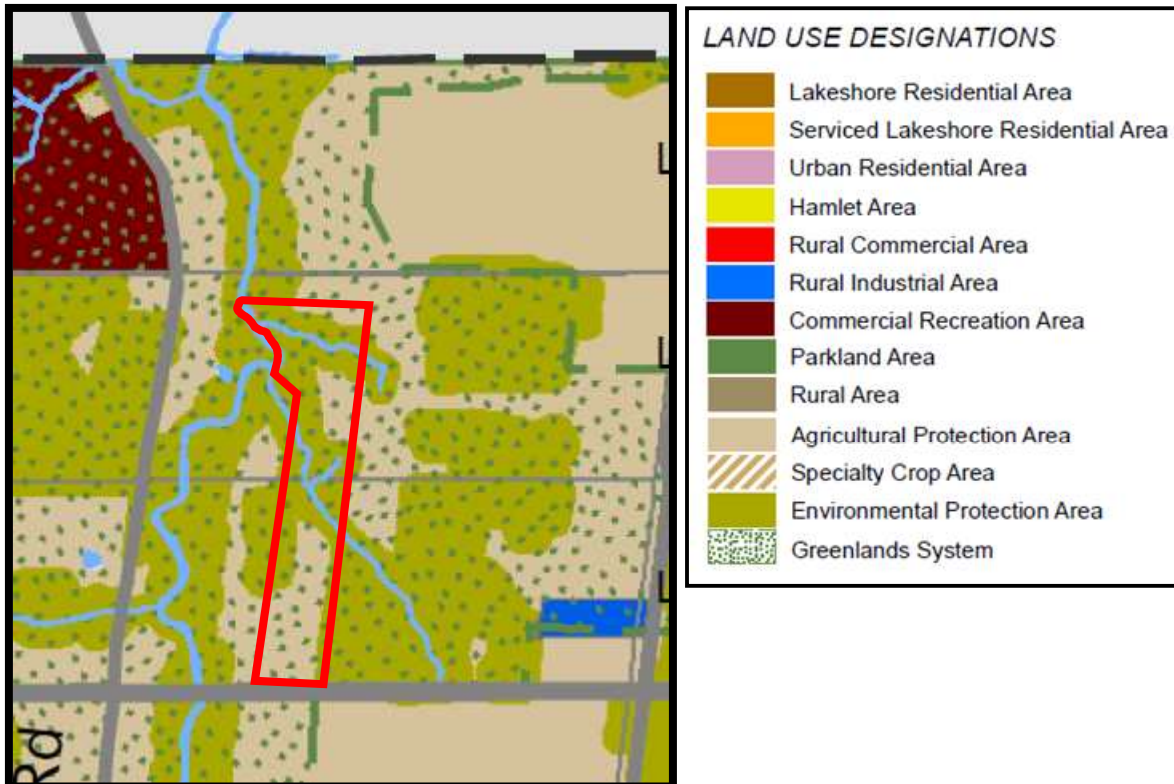 LAND USE DESIGNATIONS
Lakeshore Residential Area
Serviced Lakeshore Residential Area
Urban Residential Area
Hamlet Area
Rural Commercial Area
Rural Industrial Area
Commercial Recreation Area
Parkland Area
Rural Area
Agricultural Protection Area
Specialty Crop Area
Environmental Protection Area
Greenlands System
Rd